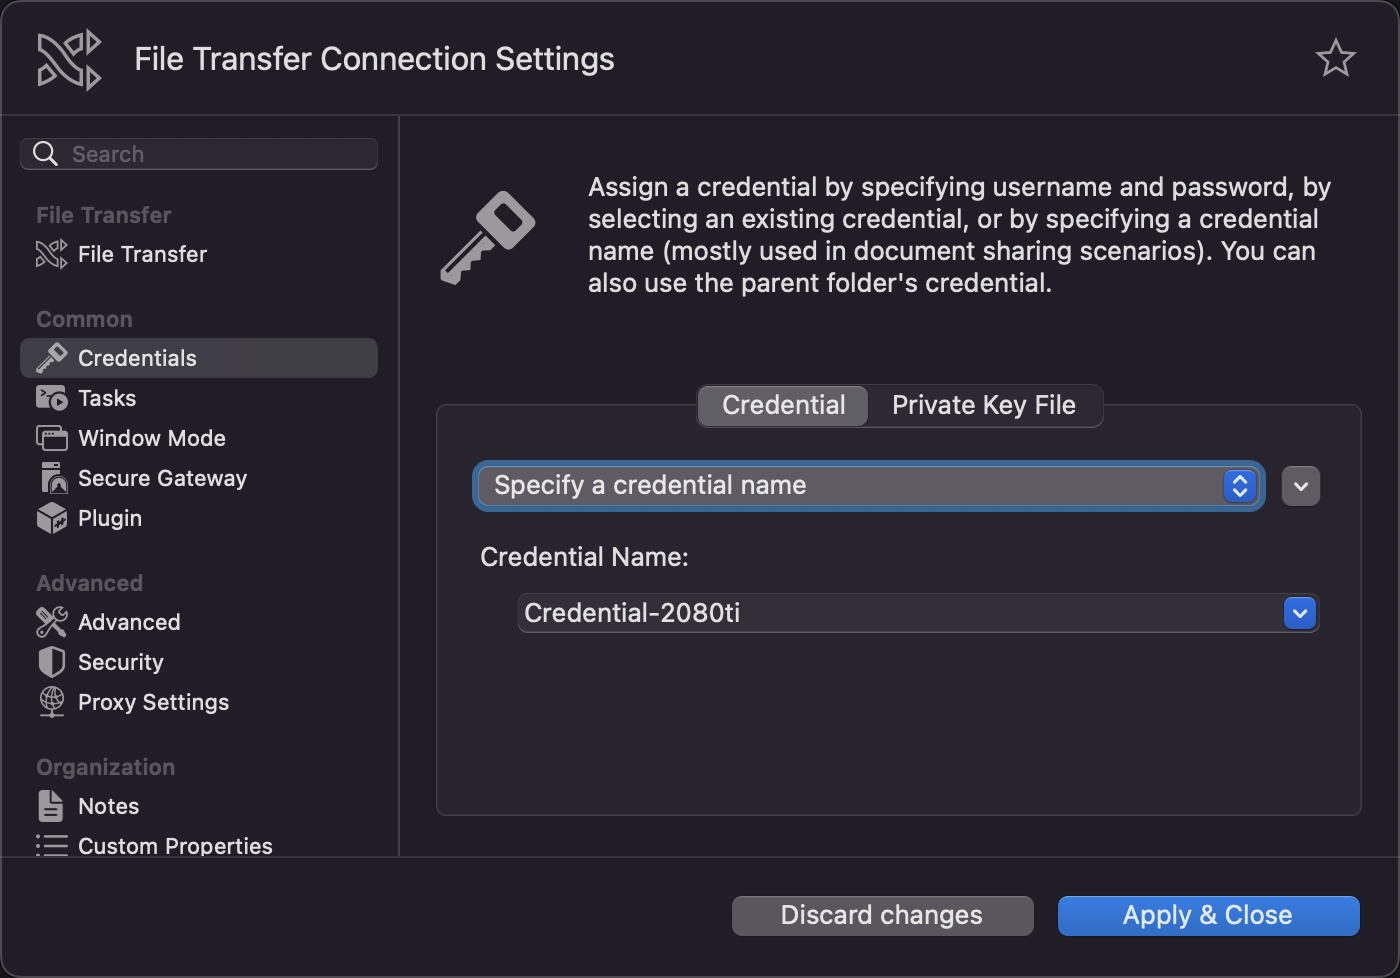 File Transfer Connection Settings
Search
File Transfer
File Transfer
Common
Credentials
Tasks
Window Mode
Secure Gateway
Plugin
Advanced
Advanced
Security
Proxy Settings
Organization
Notes
Custom Properties
Assign a credential by specifying username and password, by
selecting an existing credential, or by specifying a credential
name (mostly used in document sharing scenarios). You can
also use the parent folder's credential.
Credential
Private Key File
Specify a credential name
Credential Name:
Credential-2080ti
Discard changes
Apply & Close